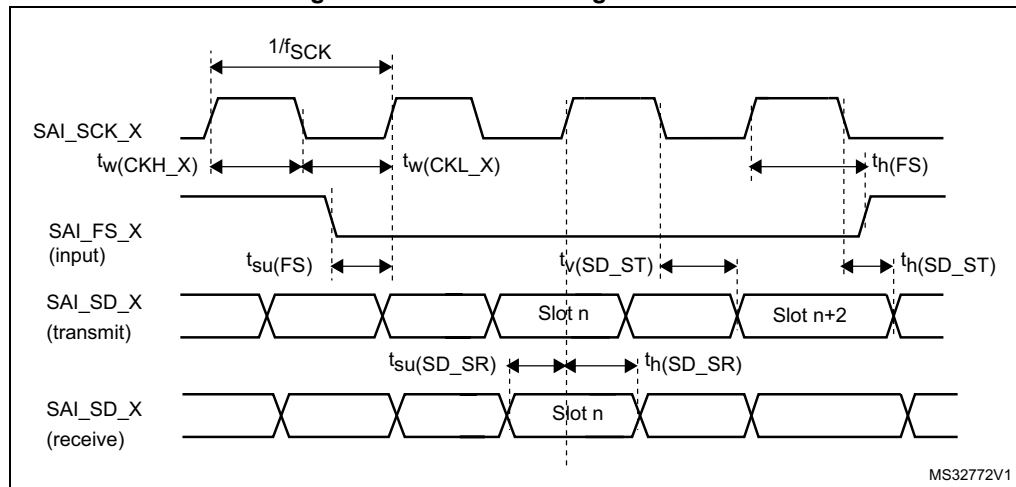 1/fSCK
SAI_SCK_X
tw(CKH_X)
tw(CKL_X)
th(FS)
SAI_FS_X
(input)
tsu(FS)
tv(SD_ST)
th(SD_ST)
SAI_SD_X
(transmit)
Slot n
Slot n+2
tsu(SD_SR)
th(SD_SR)
SAI_SD_X
(receive)
Slot n
MS32772V1